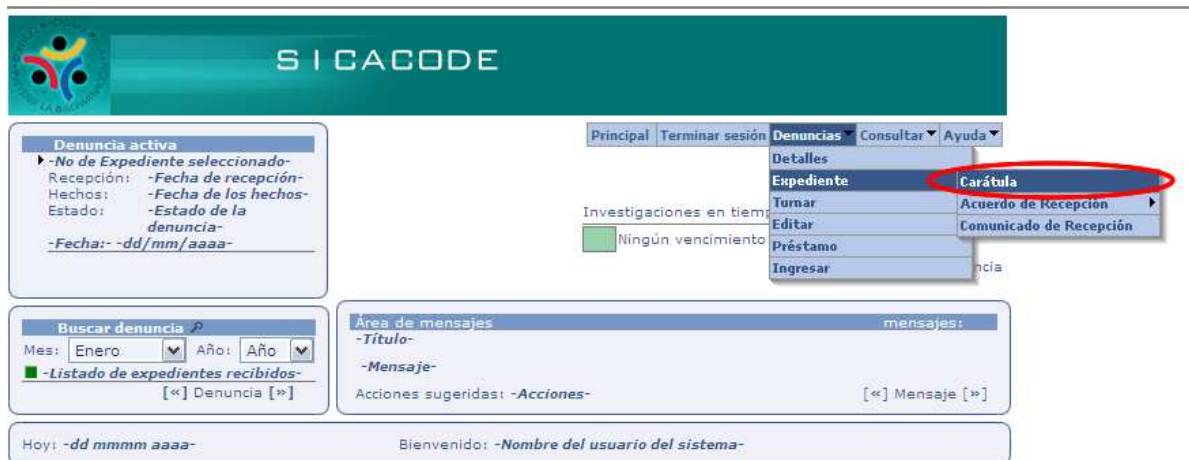 SICACODE
Principal Terminar sesión Denuncias Consultar Ayuda
Detalles
Expediente
Turnar
Editar
Préstamo
Ingresar
Carátula
Acuerdo de Recepción
Comunicado de Recepción
Denuncia activa
-No de Expediente seleccionado-
Recepción: -Fecha de recepción-
Hechos: -Fecha de los hechos-
Estado: -Estado de la
denuncia-
-Fecha:- -dd/mm/aaaa-
Investigaciones en tiem
Ningún vencimiento
ncia
Buscar denuncia
Mes: Enero Año: Año
-Listado de expedientes recibidos-
[«] Denuncia [»]
Área de mensajes mensajes:
-Título-
-Mensaje-
Acciones sugeridas: -Acciones-
[«] Mensaje [»]
Hoy: -dd mmmm aaaa- Bienvenido: -Nombre del usuario del sistema-